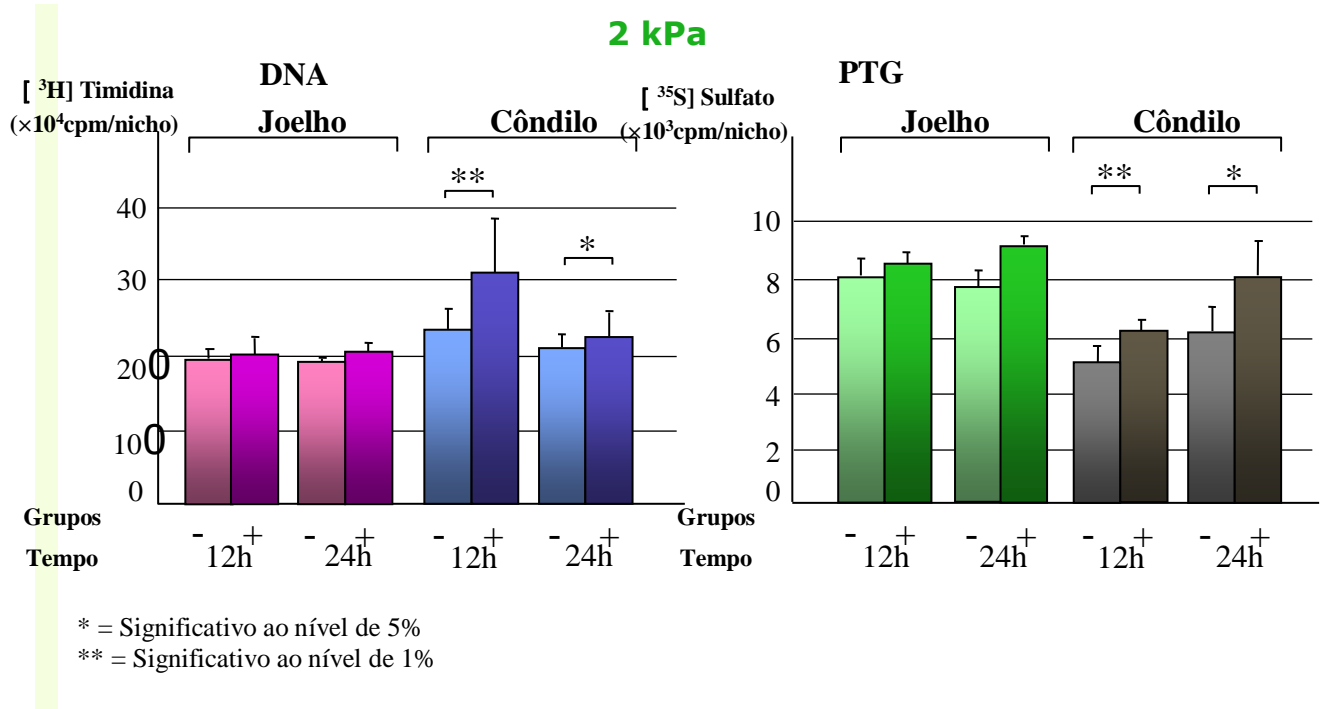 2 kPa
DNA
[ ³H] Timidina
(×10⁴cpm/nicho)
Joelho
Côndilo
**
*
40
30
200
100
0
Grupos
- + - + - + - +
Tempo
12h 24h 12h 24h
PTG
[ ³⁵S] Sulfato
(×10³cpm/nicho)
Joelho
Côndilo
**
*
10
8
6
4
2
0
Grupos
- + - + - + - +
Tempo
12h 24h 12h 24h
* = Significativo ao nível de 5%
** = Significativo ao nível de 1%